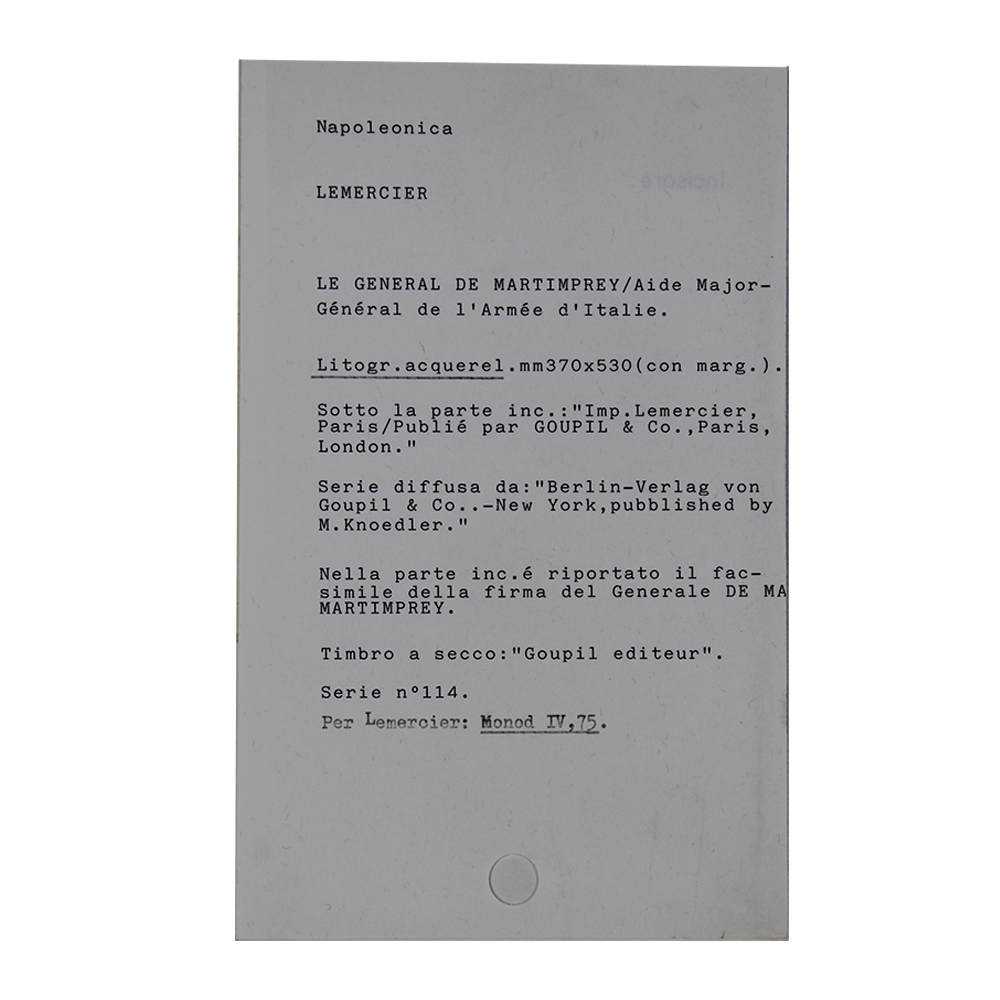 Napoleonica
LEMERCIER
LE GENERAL DE MARTIMPREY/Aide Major-
Général de l'Armée d'Italie.
Litogr.acquerel.mm370x530(con marg.).
Sotto la parte inc.:"Imp.Lemercier,
Paris/Publié par GOUPIL & Co.,Paris,
London."
Serie diffusa da:"Berlin-Verlag von
Goupil & Co..-New York,pubblished by
M.Knoedler."
Nella parte inc.é riportato il fac-
simile della firma del Generale DE MA
MARTIMPREY.
Timbro a secco:"Goupil editeur".
Serie n°114.
Per Lemercier: Monod IV,75.